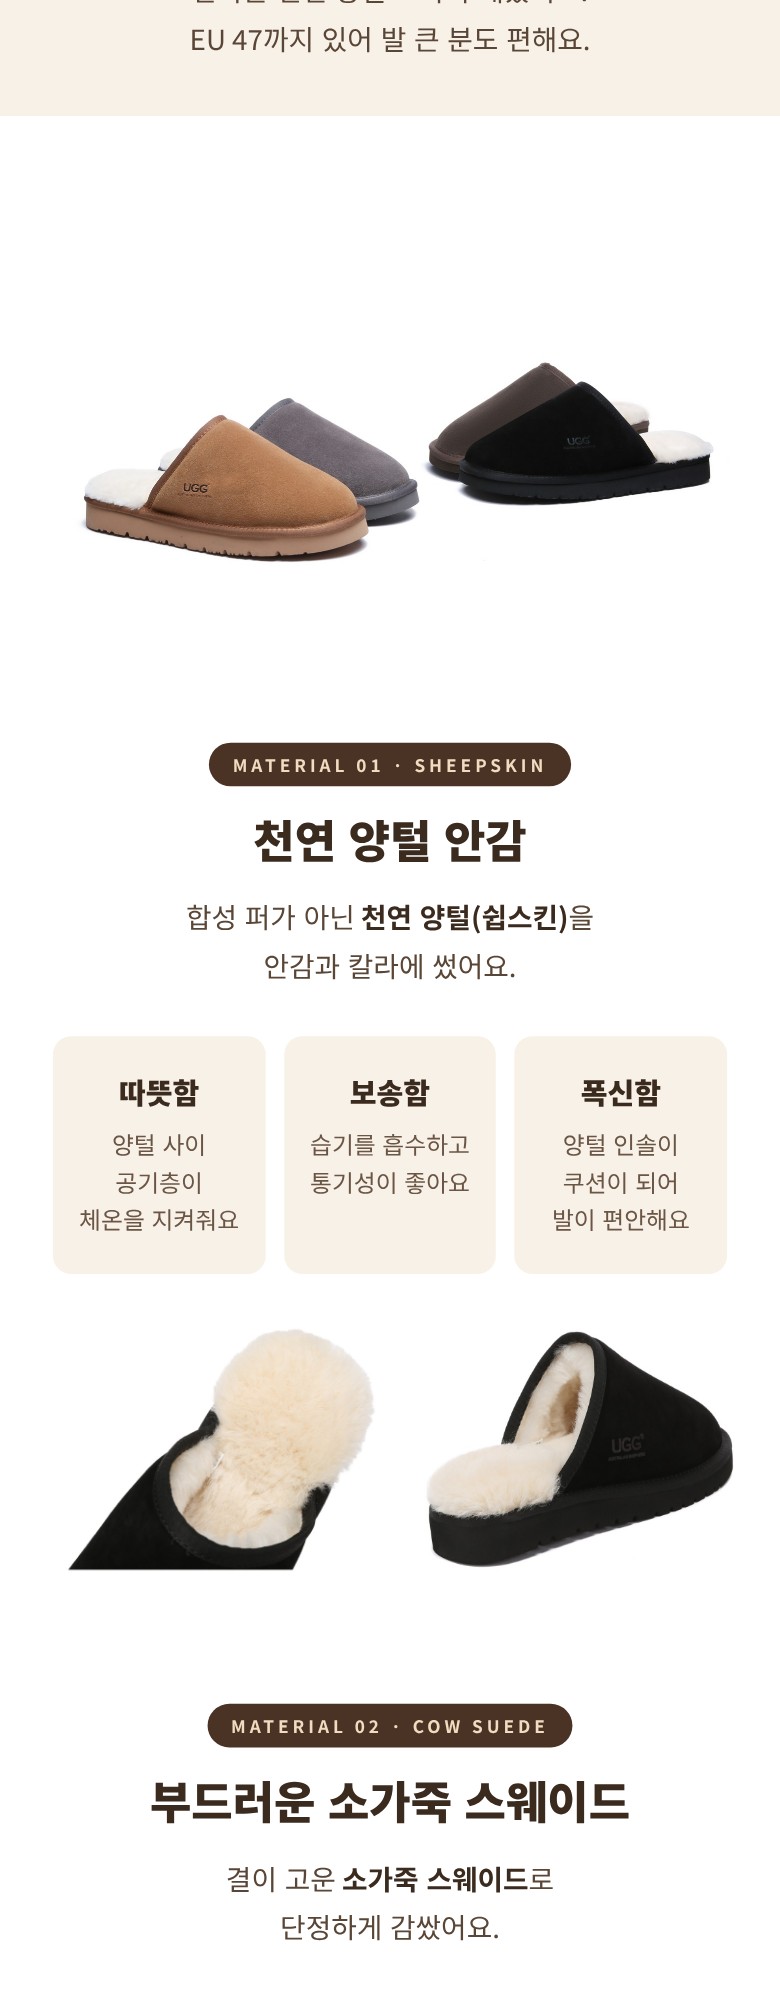 EU 47까지 있어 발 큰 분도 편해요.
UGG
UGG
MATERIAL 01 · SHEEPSKIN
천연 양털 안감
합성 퍼가 아닌 천연 양털(쉽스킨)을
안감과 칼라에 썼어요.
따뜻함
양털 사이
공기층이
체온을 지켜줘요
보송함
습기를 흡수하고
통기성이 좋아요
폭신함
양털 인솔이
쿠션이 되어
발이 편안해요
UGG
MATERIAL 02 · COW SUEDE
부드러운 소가죽 스웨이드
결이 고운 소가죽 스웨이드로
단정하게 감쌌어요.